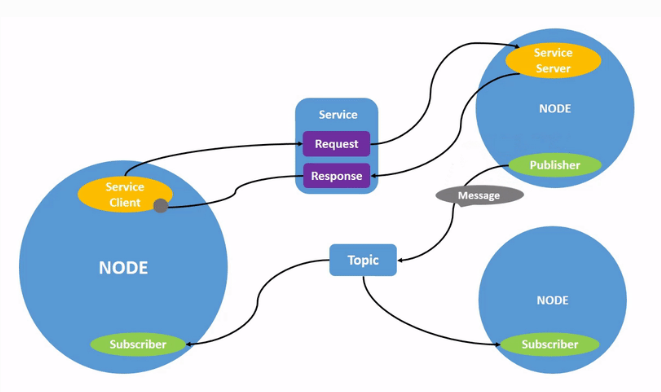 Service
Server
NODE
Publisher
Service
Request
Response
Message
Service
Client
NODE
Subscriber
Topic
NODE
Subscriber